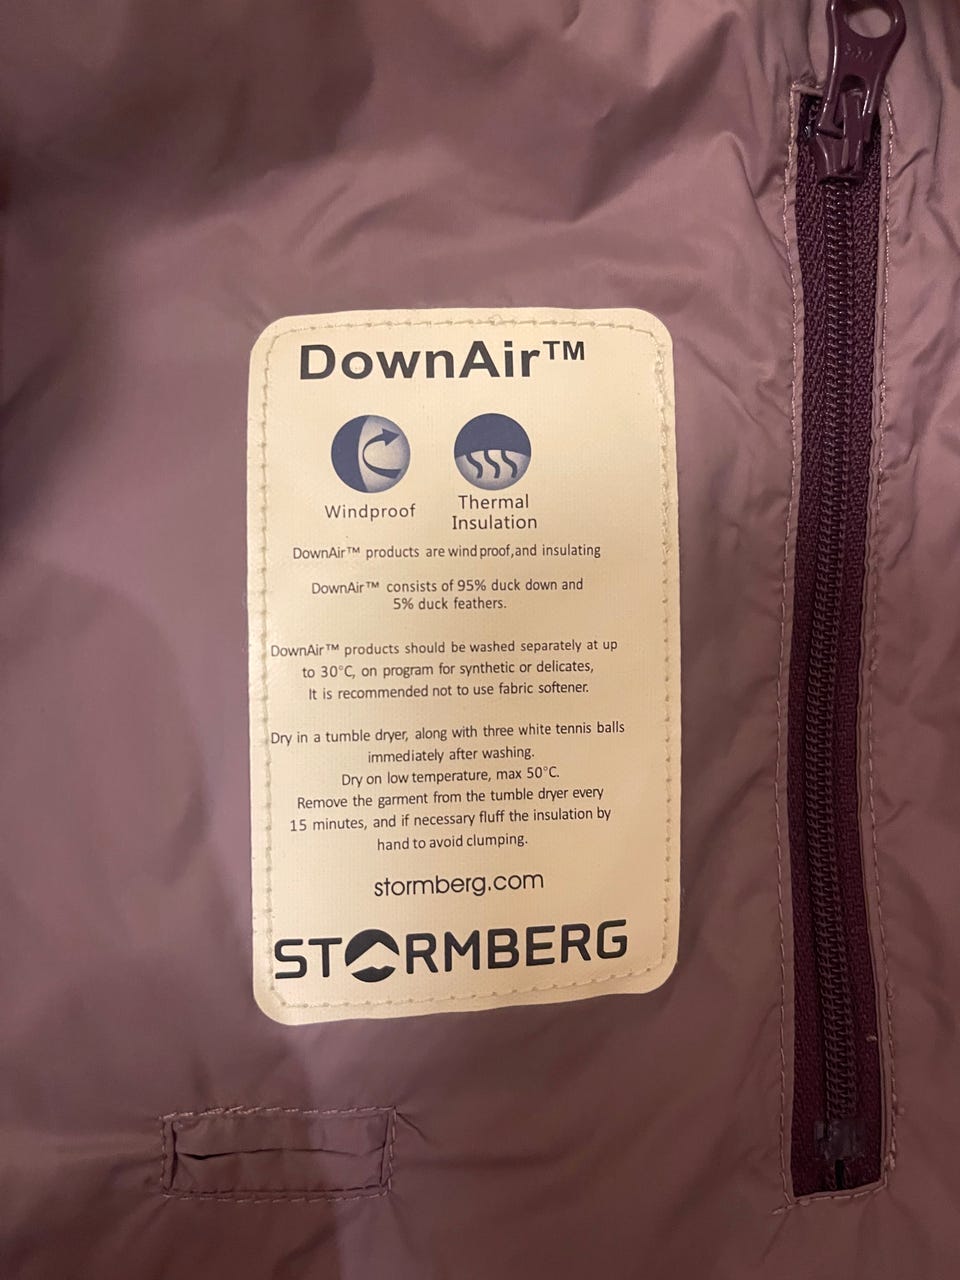 DownAir™
Windproof
Thermal
Insulation
DownAir™ products are windproof,and insulating
DownAir™ consists of 95% duck down and
5% duck feathers.
DownAir™ products should be washed separately at up
to 30°C, on program for synthetic or delicates,
It is recommended not to use fabric softener.
Dry in a tumble dryer, along with three white tennis balls
immediately after washing.
Dry on low temperature, max 50°C.
Remove the garment from the tumble dryer every
15 minutes, and if necessary fluff the insulation by
hand to avoid clumping.
stormberg.com
STORMBERG